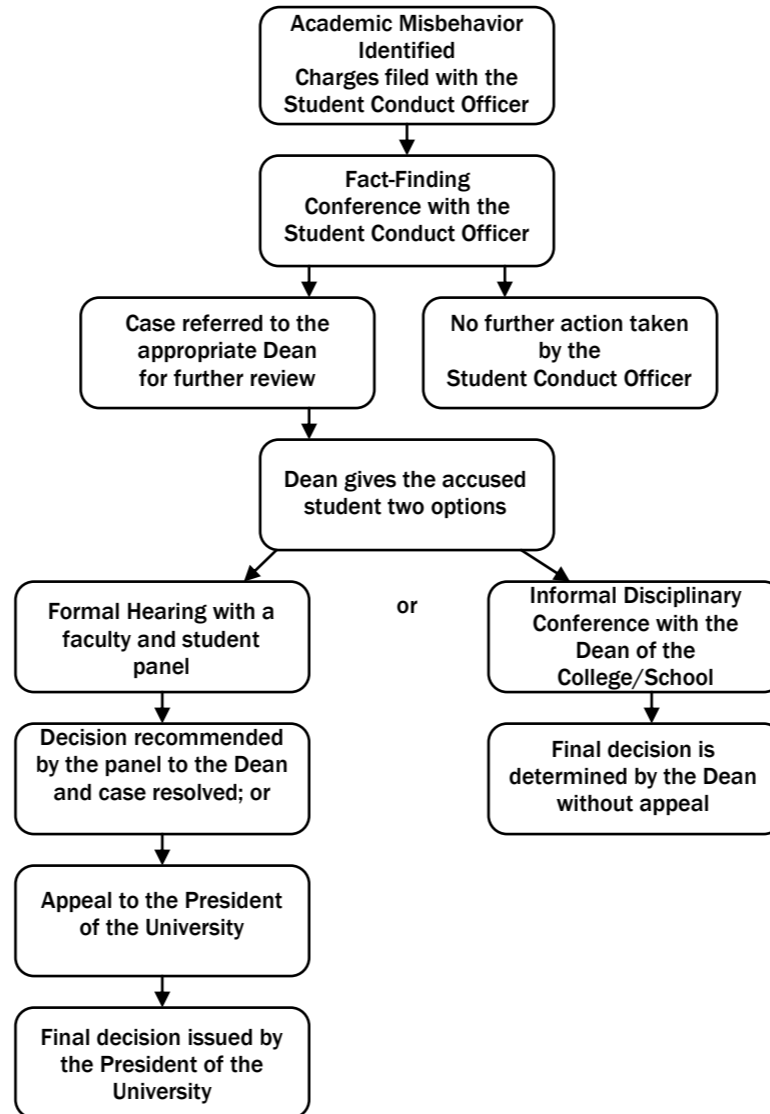 Academic Misbehavior
Identified
Charges filed with the
Student Conduct Officer
Fact-Finding
Conference with the
Student Conduct Officer
Case referred to the
appropriate Dean
for further review
No further action taken
by the
Student Conduct Officer
Dean gives the accused
student two options
Formal Hearing with a
faculty and student
panel
or
Informal Disciplinary
Conference with the
Dean of the
College/School
Decision recommended
by the panel to the Dean
and case resolved; or
Final decision is
determined by the Dean
without appeal
Appeal to the President
of the University
Final decision issued by
the President of the
University